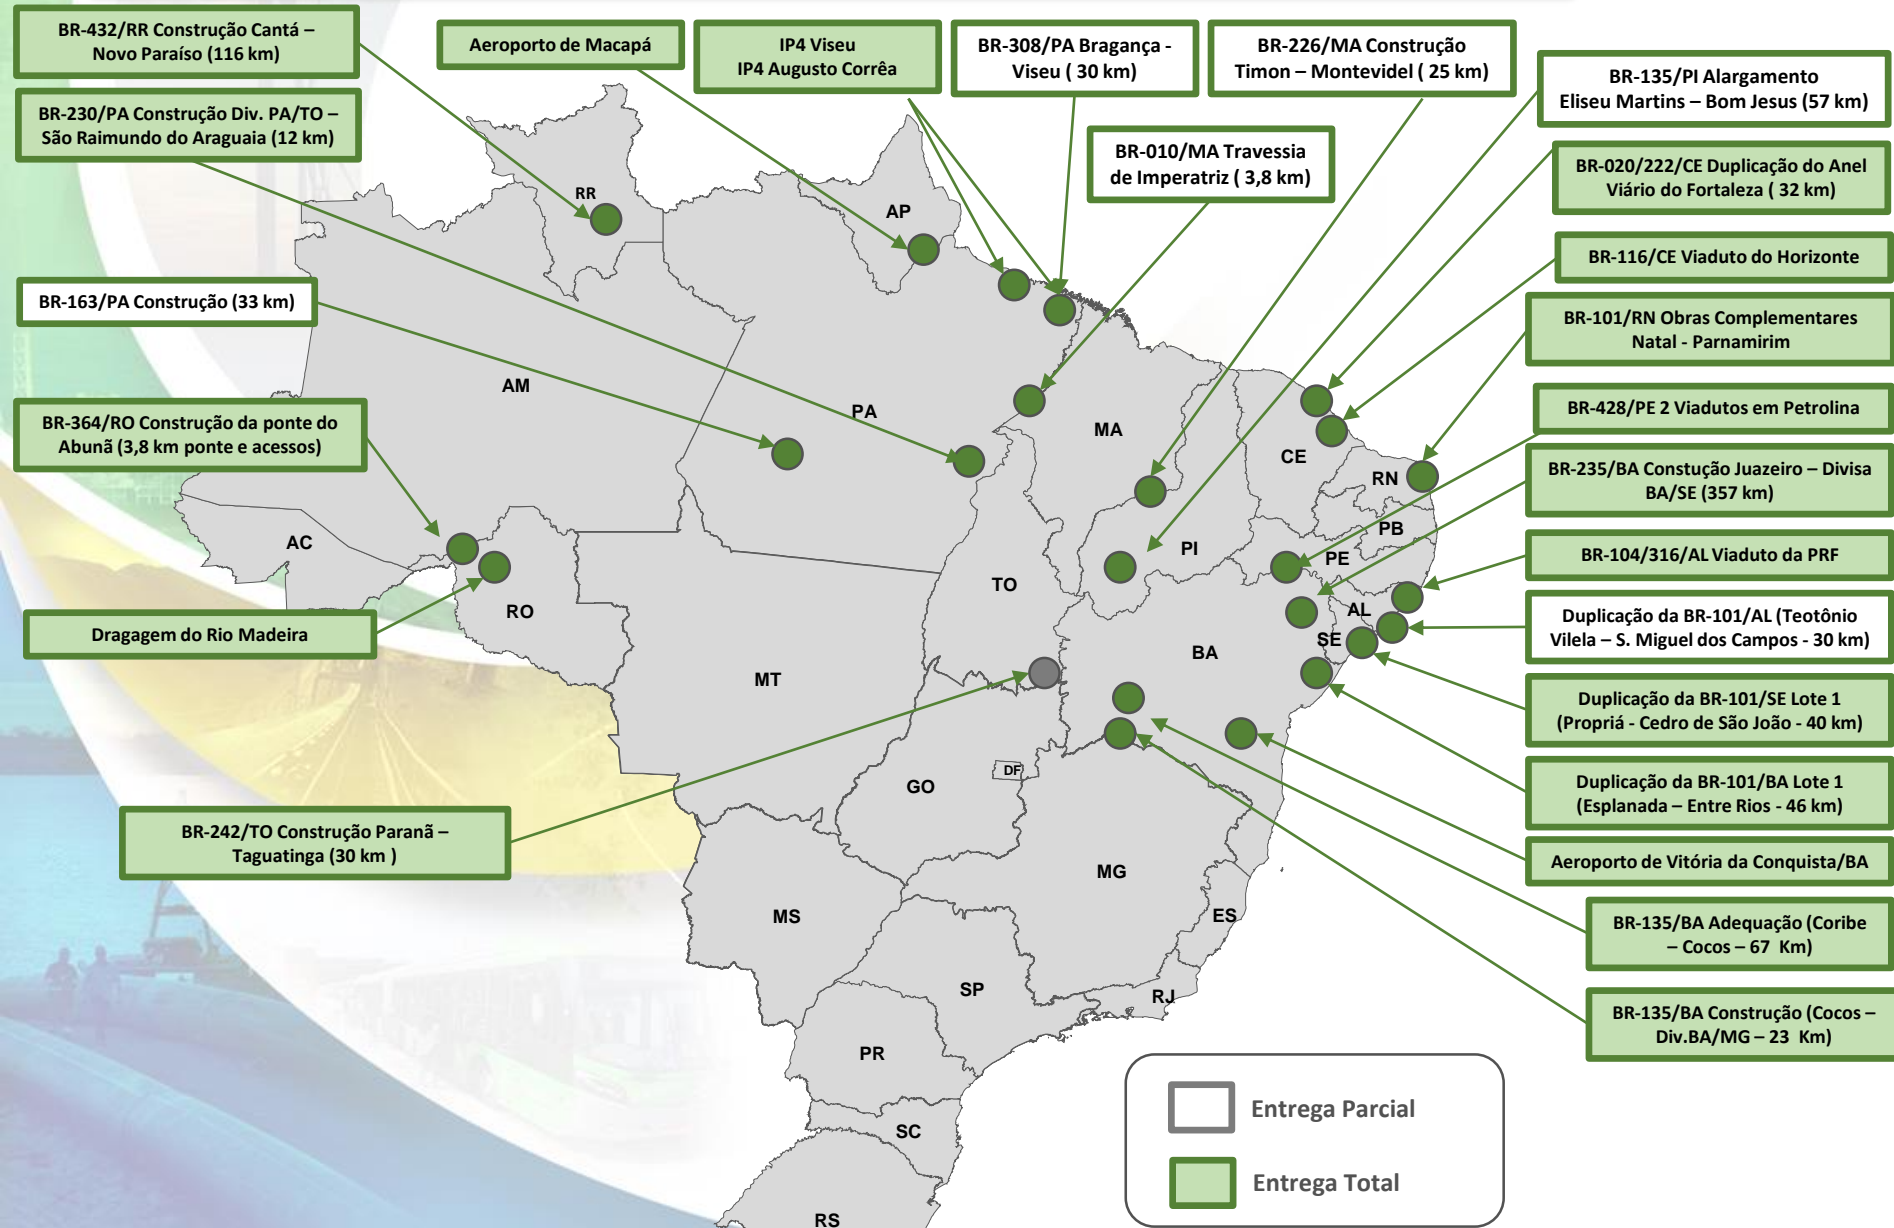 BR-432/RR Construção Cantá –
Novo Paraíso (116 km)
Aeroporto de Macapá
IP4 Viseu
IP4 Augusto Corrêa
BR-308/PA Bragança -
Viseu ( 30 km)
BR-226/MA Construção
Timon – Montevidel ( 25 km)
BR-135/PI Alargamento
Eliseu Martins – Bom Jesus (57 km)
BR-230/PA Construção Div. PA/TO –
São Raimundo do Araguaia (12 km)
BR-010/MA Travessia
de Imperatriz ( 3,8 km)
BR-020/222/CE Duplicação do Anel
Viário do Fortaleza ( 32 km)
BR-116/CE Viaduto do Horizonte
BR-163/PA Construção (33 km)
BR-101/RN Obras Complementares
Natal - Parnamirim
BR-428/PE 2 Viadutos em Petrolina
BR-364/RO Construção da ponte do
Abunã (3,8 km ponte e acessos)
BR-235/BA Constução Juazeiro – Divisa
BA/SE (357 km)
BR-104/316/AL Viaduto da PRF
Dragagem do Rio Madeira
Duplicação da BR-101/AL (Teotônio
Vilela – S. Miguel dos Campos - 30 km)
Duplicação da BR-101/SE Lote 1
(Propriá - Cedro de São João - 40 km)
Duplicação da BR-101/BA Lote 1
(Esplanada – Entre Rios - 46 km)
BR-242/TO Construção Paranã –
Taguatinga (30 km )
Aeroporto de Vitória da Conquista/BA
BR-135/BA Adequação (Coribe
– Cocos – 67 Km)
BR-135/BA Construção (Cocos –
Div.BA/MG – 23 Km)
RR
AP
AM
PA
MA
CE
RN
PB
PE
PI
AC
RO
TO
AL
SE
BA
MT
DF
GO
MG
ES
MS
SP
RJ
PR
SC
RS
Entrega Parcial
Entrega Total